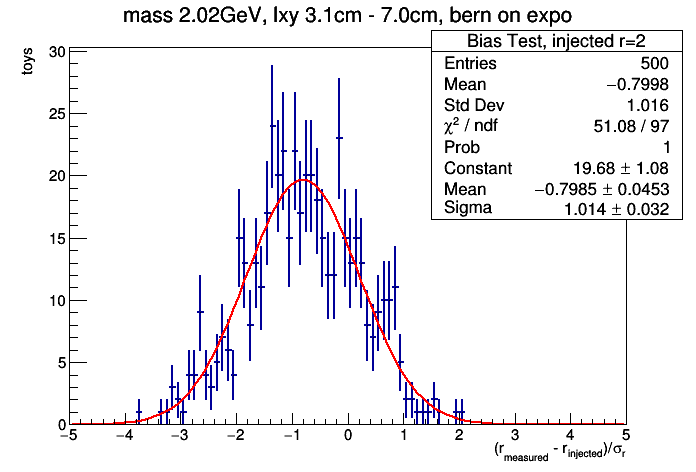 mass 2.02GeV, lxy 3.1cm - 7.0cm, bern on expo
toys
Bias Test, injected r=2
Entries 500
Mean −0.7998
Std Dev 1.016
χ² / ndf 51.08 / 97
Prob 1
Constant 19.68 ± 1.08
Mean −0.7985 ± 0.0453
Sigma 1.014 ± 0.032
30
25
20
15
10
5
0
−5 −4 −3 −2 −1 0 1 2 3 4 5
(r_measured - r_injected)/σ_r